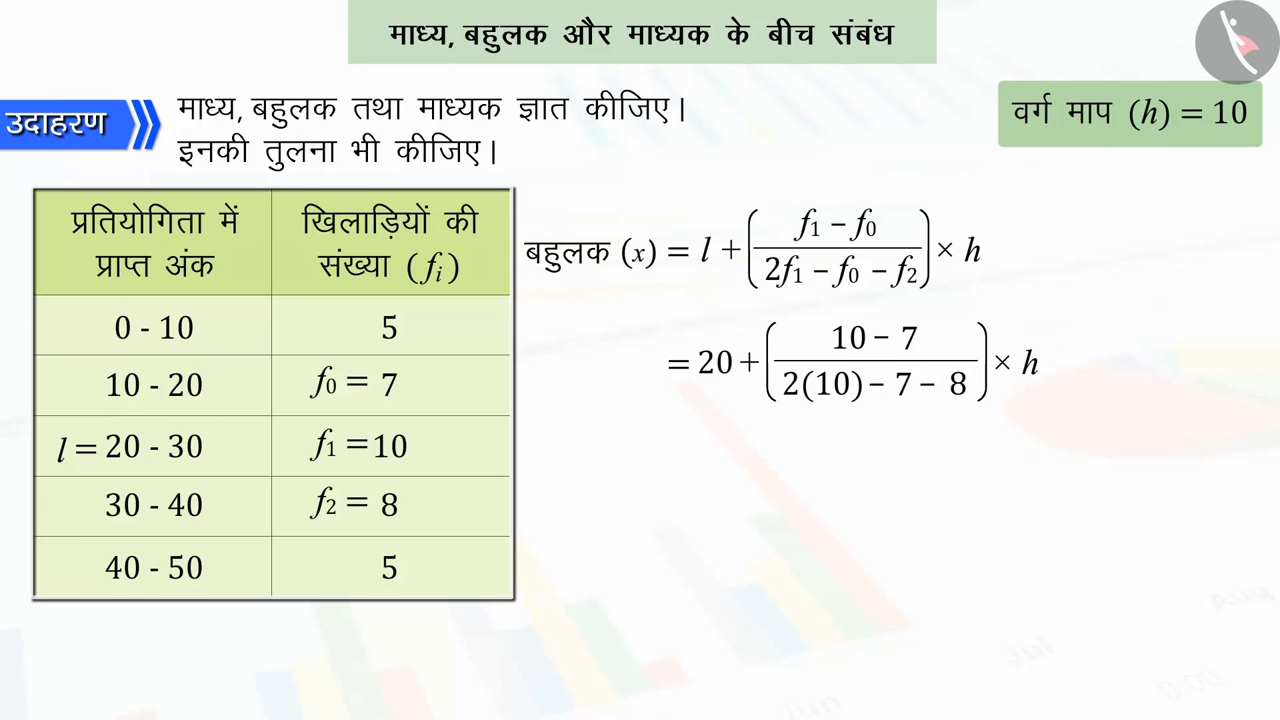 माध्य, बहुलक और माध्यक के बीच संबंध
उदाहरण
माध्य, बहुलक तथा माध्यक ज्ञात कीजिए।
इनकी तुलना भी कीजिए।
वर्ग माप (h) = 10
प्रतियोगिता में प्राप्त अंक | खिलाड़ियों की संख्या (fᵢ)
0 - 10 | 5
10 - 20 | f₀ = 7
l = 20 - 30 | f₁ = 10
30 - 40 | f₂ = 8
40 - 50 | 5
बहुलक (x) = l + ( (f₁ − f₀) / (2f₁ − f₀ − f₂) ) × h
= 20 + ( (10 − 7) / (2(10) − 7 − 8) ) × h